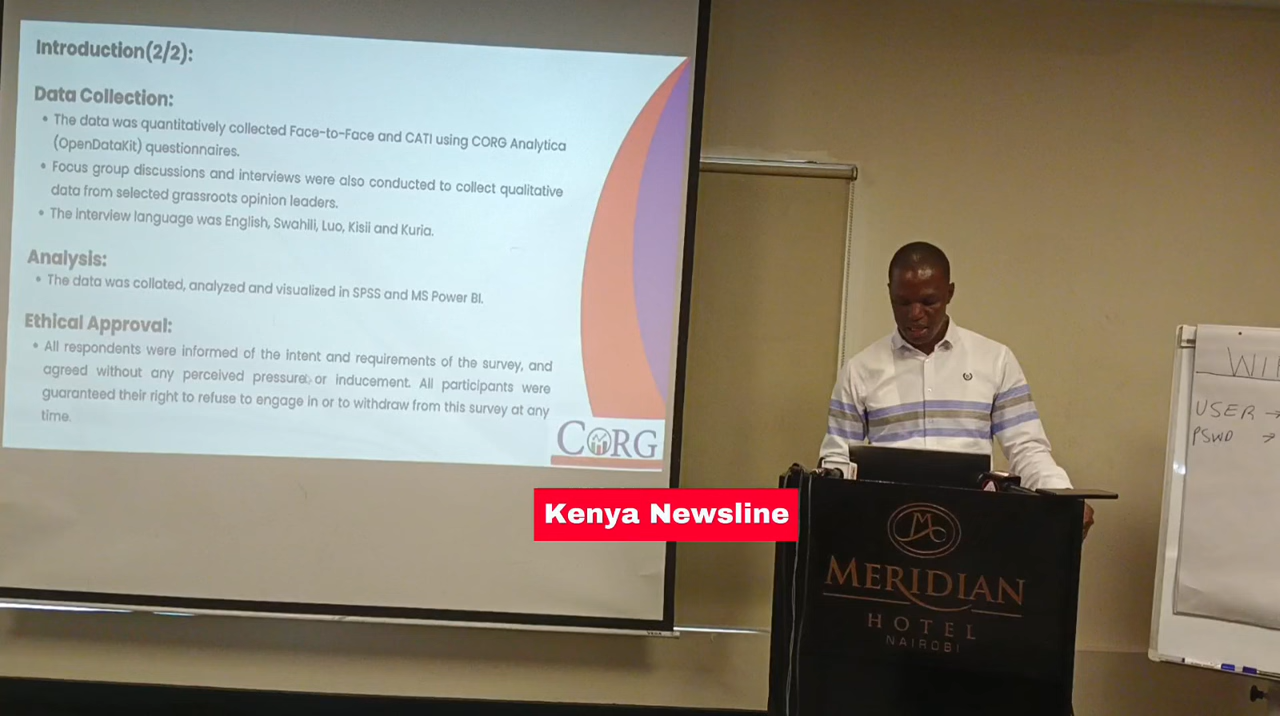 Introduction(2/2):
Data Collection:
• The data was quantitatively collected Face-to-Face and CATI using CORG Analytica
(OpenDataKit) questionnaires.
• Focus group discussions and interviews were also conducted to collect qualitative
data from selected grassroots opinion leaders.
• The interview language was English, Swahili, Luo, Kisii and Kuria.
Analysis:
• The data was collated, analyzed and visualized in SPSS and MS Power BI.
Ethical Approval:
• All respondents were informed of the intent and requirements of the survey, and
agreed without any perceived pressure or inducement. All participants were
guaranteed their right to refuse to engage in or to withdraw from this survey at any
time.
CORG
Kenya Newsline
MC
MERIDIAN
HOTEL
NAIROBI
USER →
PSWD →